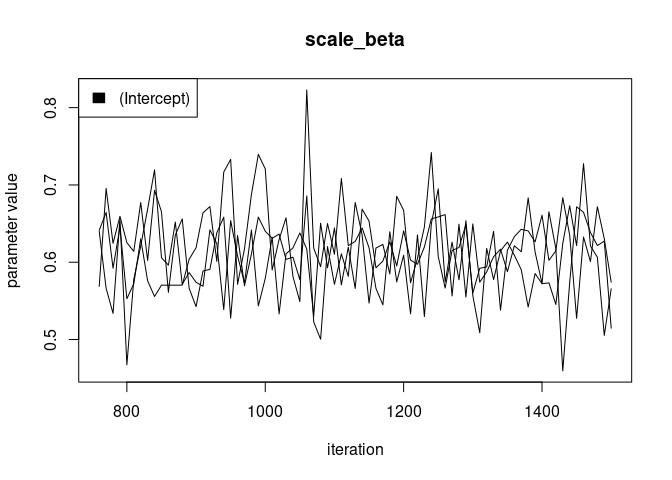 scale_beta
(Intercept)
parameter value
0.8
0.7
0.6
0.5
800 1000 1200 1400
iteration